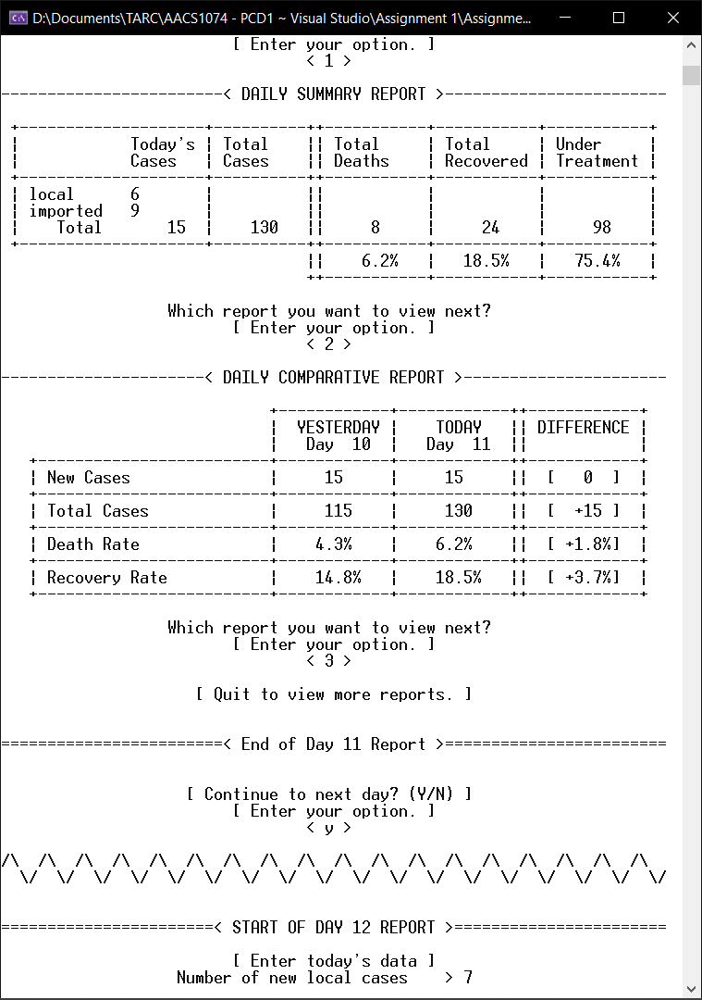 D:\Documents\TARC\AACS1074 - PCD1 ~ Visual Studio\Assignment 1\Assignme...
[ Enter your option. ]
< 1 >
------------------------< DAILY SUMMARY REPORT >------------------------
+--------------------+----------++-----------+-----------+-----------+
¦            Today's ¦ Total    ¦¦ Total     ¦ Total     ¦ Under     ¦
¦            Cases   ¦ Cases    ¦¦ Deaths    ¦ Recovered ¦ Treatment ¦
+--------------------+----------++-----------+-----------+-----------+
¦ local      6       ¦          ¦¦           ¦           ¦           ¦
¦ imported   9       ¦          ¦¦           ¦           ¦           ¦
¦    Total       15  ¦    130   ¦¦     8     ¦     24    ¦     98    ¦
+--------------------+----------++-----------+-----------+-----------+
¦¦    6.2%   ¦   18.5%   ¦   75.4%   ¦
++-----------+-----------+-----------+
Which report you want to view next?
[ Enter your option. ]
< 2 >
----------------------< DAILY COMPARATIVE REPORT >----------------------
+------------+------------++------------+
¦  YESTERDAY ¦    TODAY   ¦¦ DIFFERENCE ¦
¦   Day  10  ¦   Day  11  ¦¦            ¦
+-------------------------+------------+------------++------------+
¦ New Cases               ¦     15     ¦     15     ¦¦  [   0  ]  ¦
+-------------------------+------------+------------++------------+
¦ Total Cases             ¦     115    ¦     130    ¦¦  [  +15 ]  ¦
+-------------------------+------------+------------++------------+
¦ Death Rate              ¦    4.3%    ¦    6.2%    ¦¦  [ +1.8%]  ¦
+-------------------------+------------+------------++------------+
¦ Recovery Rate           ¦    14.8%   ¦    18.5%   ¦¦  [ +3.7%]  ¦
+-------------------------+------------+------------++------------+
Which report you want to view next?
[ Enter your option. ]
< 3 >
[ Quit to view more reports. ]
========================< End of Day 11 Report >========================
[ Continue to next day? (Y/N) ]
[ Enter your option. ]
< y >
/\  /\  /\  /\  /\  /\  /\  /\  /\  /\  /\  /\  /\  /\  /\  /\  /\  /\
  \/  \/  \/  \/  \/  \/  \/  \/  \/  \/  \/  \/  \/  \/  \/  \/  \/  \/
=======================< START OF DAY 12 REPORT >=======================
[ Enter today's data ]
Number of new local cases    > 7